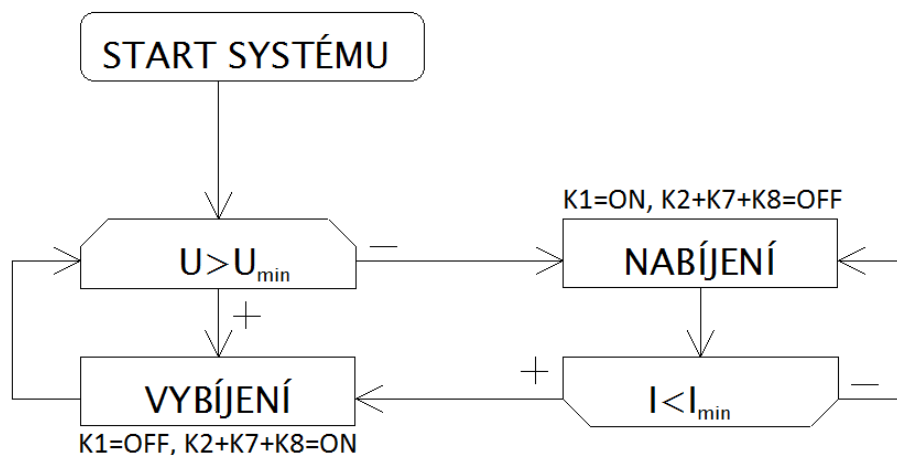 START SYSTÉMU
K1=ON, K2+K7+K8=OFF
U>Umin
−
NABÍJENÍ
+
VYBÍJENÍ
+
I<Imin
−
K1=OFF, K2+K7+K8=ON